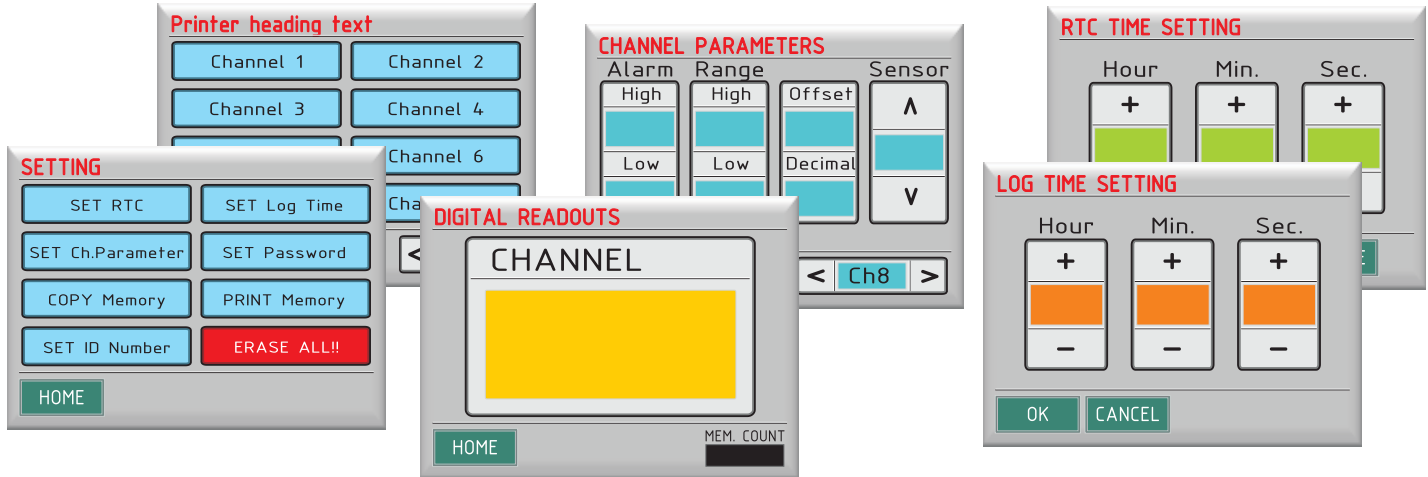 Printer heading text
Channel 1 Channel 2
Channel 3 Channel 4
Channel 6
<
SETTING
SET RTC SET Log Time
SET Ch.Parameter SET Password
COPY Memory PRINT Memory
SET ID Number ERASE ALL!!
HOME
CHANNEL PARAMETERS
Alarm Range Sensor
High High Offset ∧
Low Low Decimal
∨
< Ch8 >
DIGITAL READOUTS
CHANNEL
HOME
MEM. COUNT
RTC TIME SETTING
Hour Min. Sec.
+ + +
LOG TIME SETTING
Hour Min. Sec.
+ + +
- - -
OK CANCEL